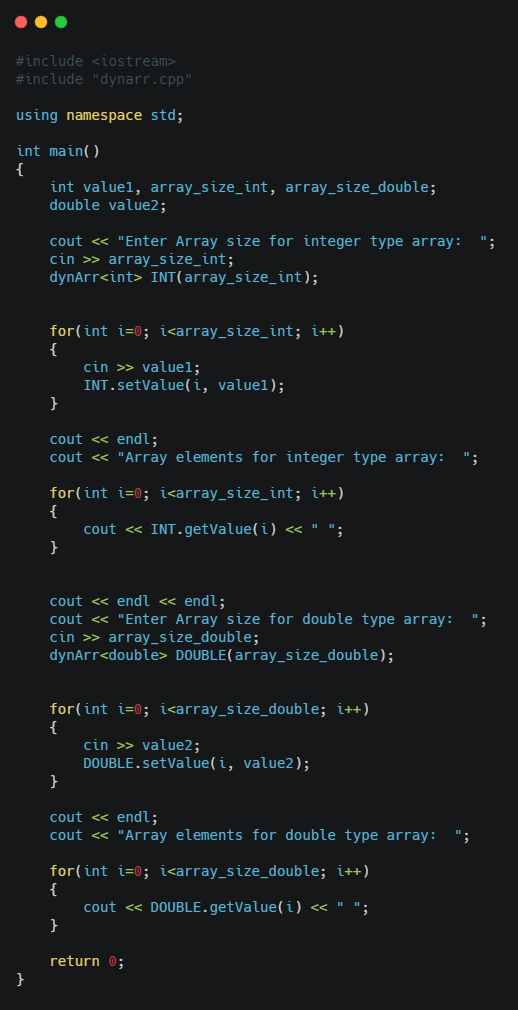 #include <iostream>
#include "dynarr.cpp"

using namespace std;

int main()
{
    int value1, array_size_int, array_size_double;
    double value2;

    cout << "Enter Array size for integer type array:  ";
    cin >> array_size_int;
    dynArr<int> INT(array_size_int);


    for(int i=0; i<array_size_int; i++)
    {
        cin >> value1;
        INT.setValue(i, value1);
    }

    cout << endl;
    cout << "Array elements for integer type array:  ";

    for(int i=0; i<array_size_int; i++)
    {
        cout << INT.getValue(i) << " ";
    }


    cout << endl << endl;
    cout << "Enter Array size for double type array:  ";
    cin >> array_size_double;
    dynArr<double> DOUBLE(array_size_double);


    for(int i=0; i<array_size_double; i++)
    {
        cin >> value2;
        DOUBLE.setValue(i, value2);
    }

    cout << endl;
    cout << "Array elements for double type array:  ";

    for(int i=0; i<array_size_double; i++)
    {
        cout << DOUBLE.getValue(i) << " ";
    }

    return 0;
}